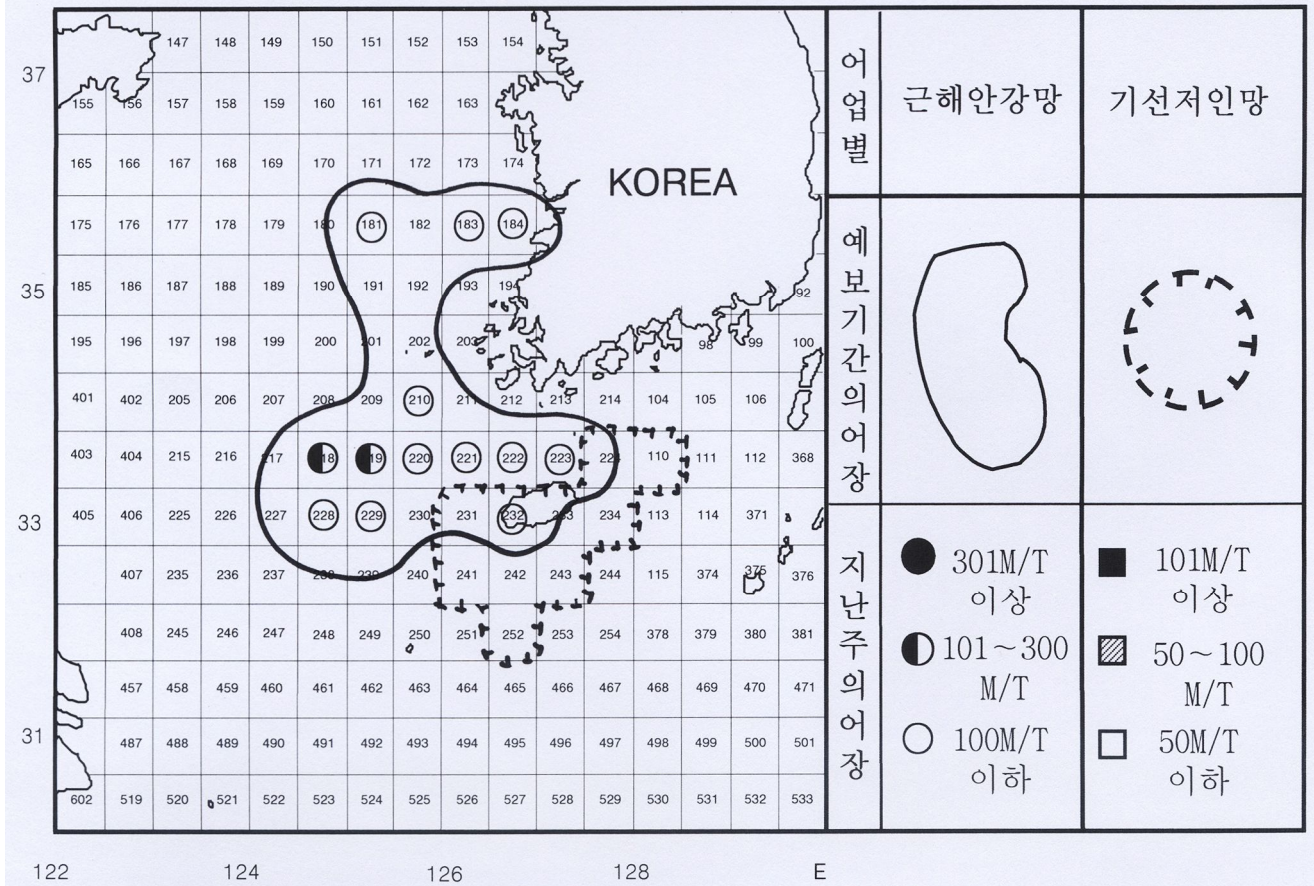 147 148 149 150 151 152 153 154
37
155 156 157 158 159 160 161 162 163
165 166 167 168 169 170 171 172 173 174
KOREA
175 176 177 178 179 180 181 182 183 184
35
185 186 187 188 189 190 191 192 193 194 92
195 196 197 198 199 200 201 202 203 98 99 100
401 402 205 206 207 208 209 210 211 212 213 214 104 105 106
403 404 215 216 217 218 219 220 221 222 223 224 110 111 112 368
33
405 406 225 226 227 228 229 230 231 232 233 234 113 114 371
407 235 236 237 238 239 240 241 242 243 244 115 374 375 376
408 245 246 247 248 249 250 251 252 253 254 378 379 380 381
457 458 459 460 461 462 463 464 465 466 467 468 469 470 471
31
487 488 489 490 491 492 493 494 495 496 497 498 499 500 501
602 519 520 521 522 523 524 525 526 527 528 529 530 531 532 533
122 124 126 128 E
어업별
근해안강망
기선저인망
예보기간의어장
지난주의어장
301M/T
이상
101~300
M/T
100M/T
이하
101M/T
이상
50~100
M/T
50M/T
이하